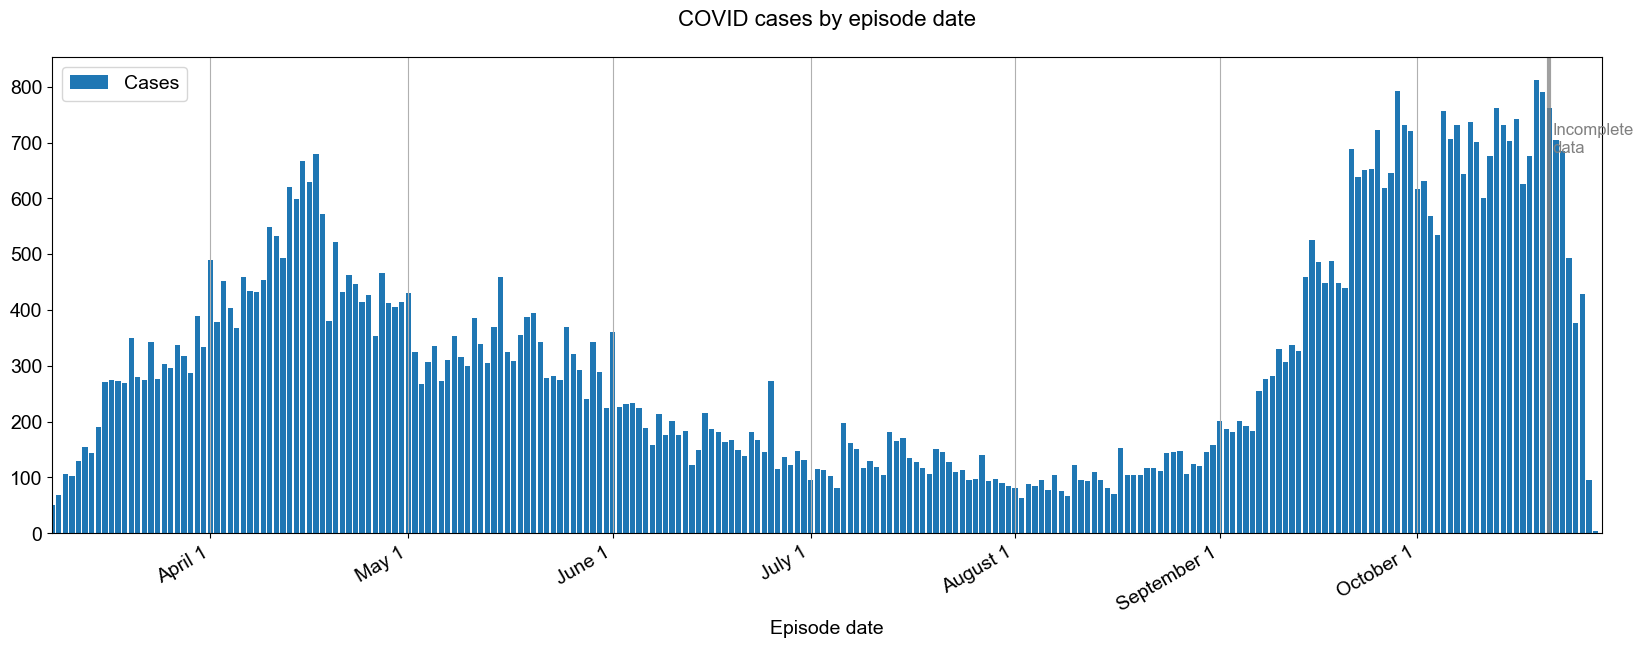 COVID cases by episode date
Cases
800
700
600
500
400
300
200
100
0
Incomplete
data
April 1
May 1
June 1
July 1
August 1
September 1
October 1
Episode date